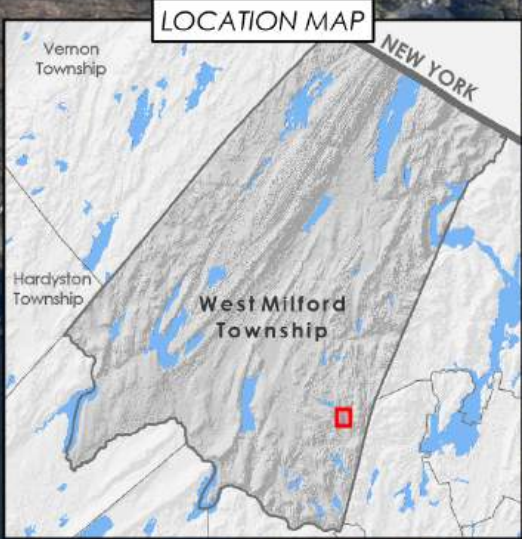 LOCATION MAP
Vernon
Township
NEW YORK
Hardyston
Township
West Milford
Township